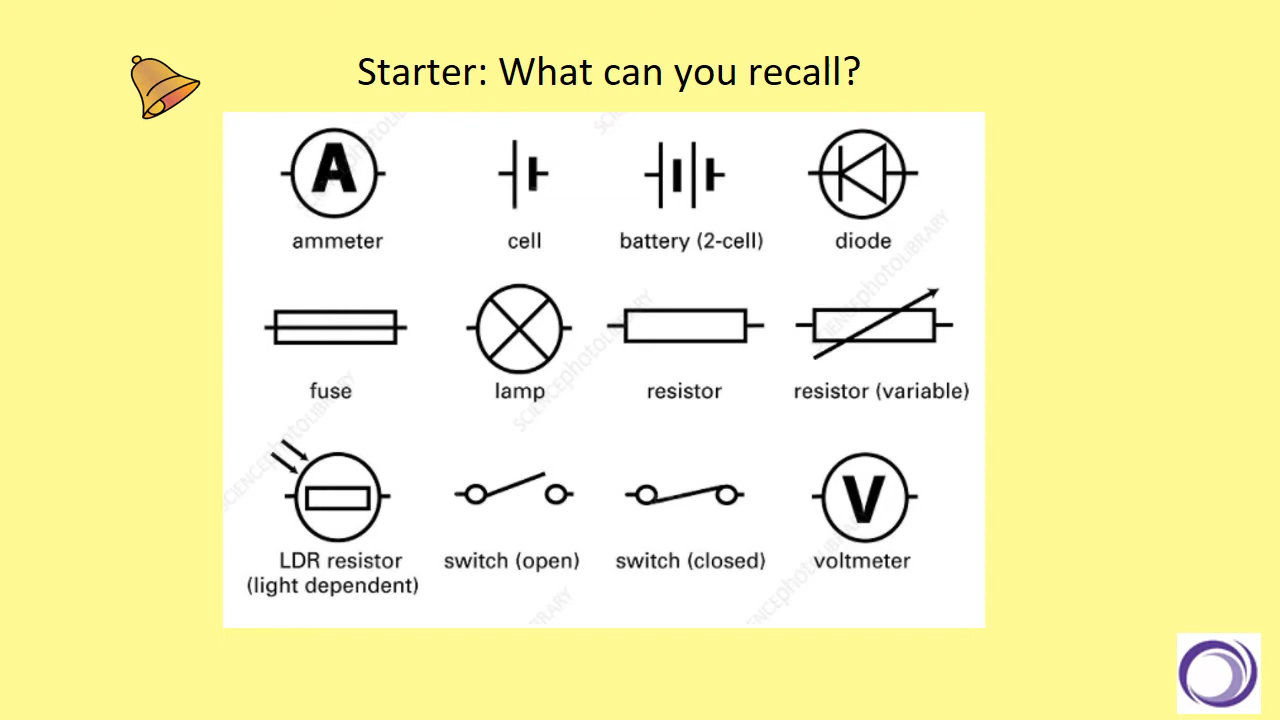 Starter: What can you recall?
A
ammeter
cell
battery (2-cell)
diode
fuse
lamp
resistor
resistor (variable)
LDR resistor
(light dependent)
switch (open)
switch (closed)
V
voltmeter
SCIENCEphotoLIBRARY